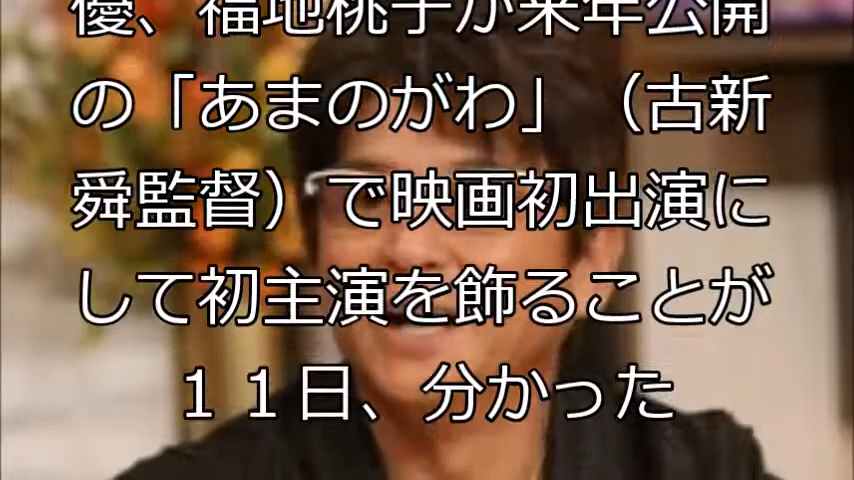 優、福地桃子が来年公開
の「あまのがわ」（古新
舜監督）で映画初出演に
して初主演を飾ることが
１１日、分かった